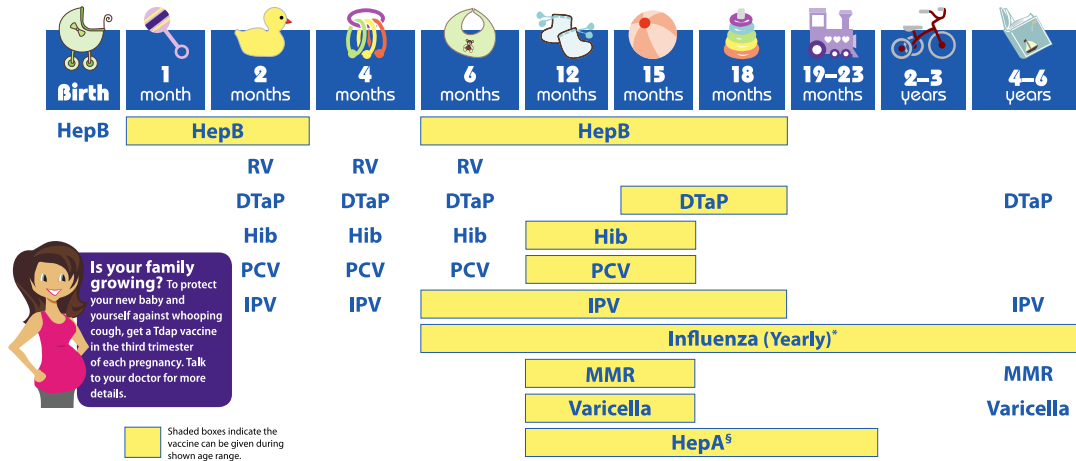 Birth
1
month
2
months
4
months
6
months
12
months
15
months
18
months
19–23
months
2–3
years
4–6
years
HepB HepB HepB
RV RV RV
DTaP DTaP DTaP DTaP DTaP
Hib Hib Hib Hib
PCV PCV PCV PCV
IPV IPV IPV IPV
Influenza (Yearly)*
MMR MMR
Varicella Varicella
HepA§
Is your family
growing? To protect
your new baby and
yourself against whooping
cough, get a Tdap vaccine
in the third trimester
of each pregnancy. Talk
to your doctor for more
details.
Shaded boxes indicate the
vaccine can be given during
shown age range.